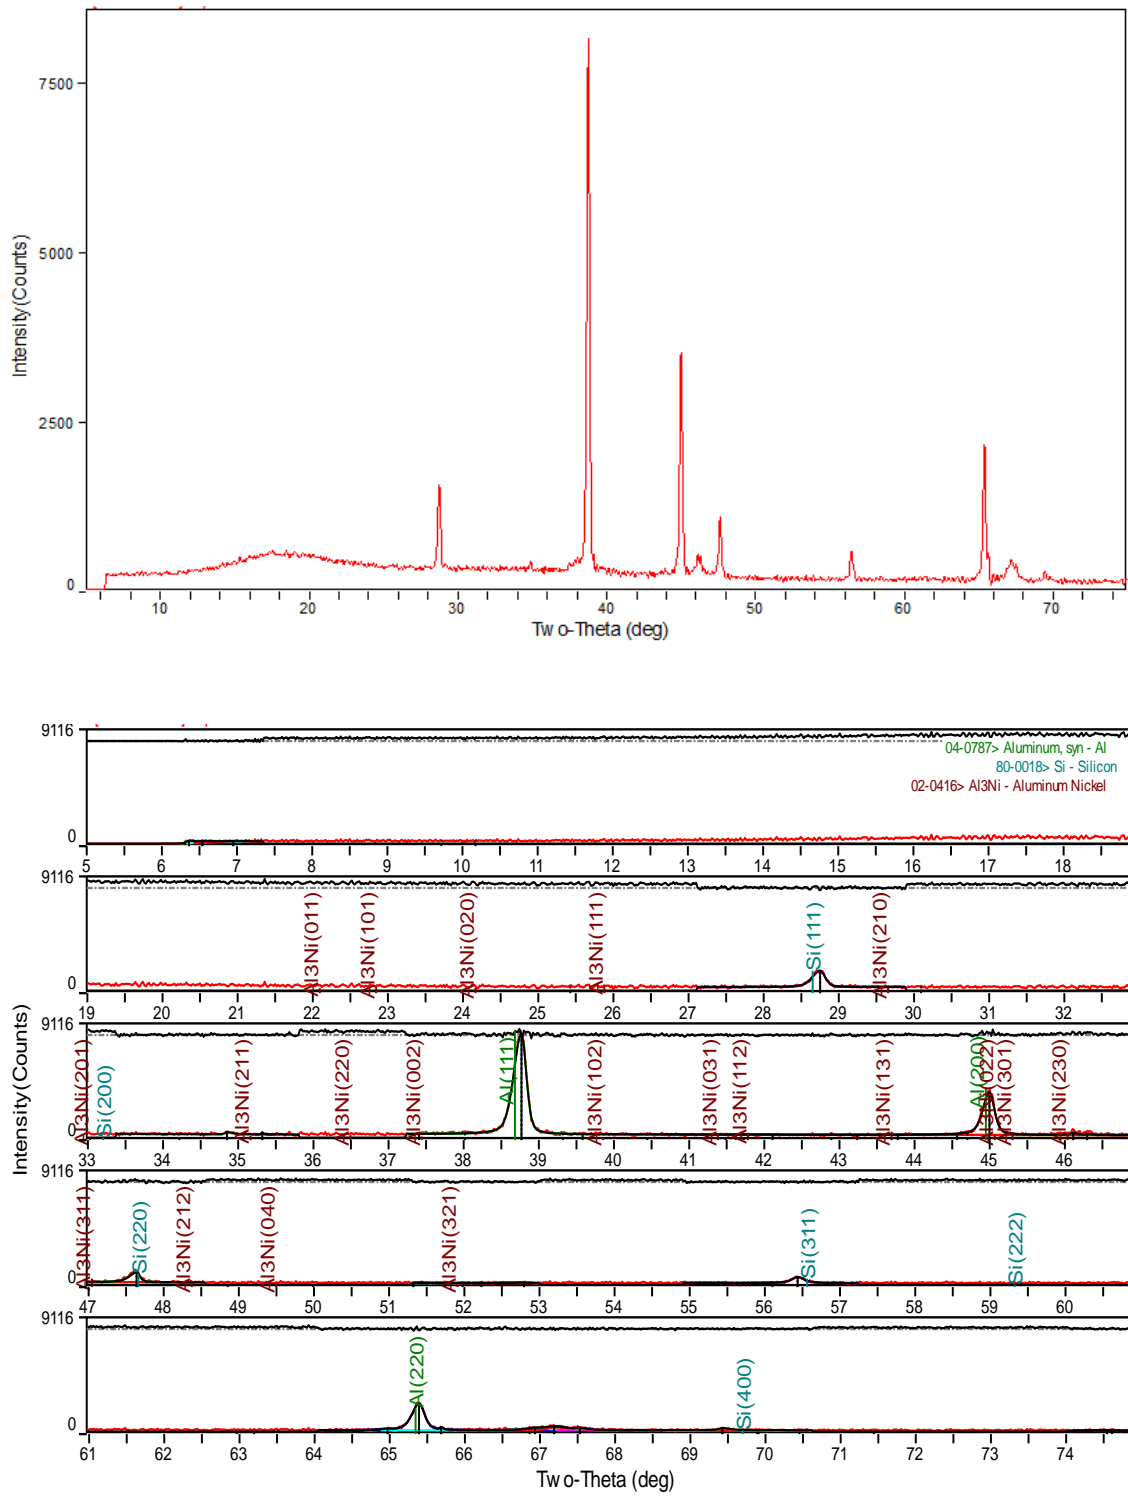 7500
5000
2500
0
Intensity(Counts)
10 20 30 40 50 60 70
Two-Theta (deg)
9116
04-0787> Aluminum, syn - Al
80-0018> Si - Silicon
02-0416> Al3Ni - Aluminum Nickel
0
5 6 7 8 9 10 11 12 13 14 15 16 17 18
9116
Al3Ni(011) Al3Ni(101) Al3Ni(020) Al3Ni(111) Si(111) Al3Ni(210)
0
19 20 21 22 23 24 25 26 27 28 29 30 31 32
Intensity(Counts)
9116
Al3Ni(201) Si(200) Al3Ni(211) Al3Ni(220) Al3Ni(002) Al(111) Al3Ni(102) Al3Ni(031) Al3Ni(112) Al3Ni(131) Al(200) Al3Ni(022) Al3Ni(301) Al3Ni(230)
0
33 34 35 36 37 38 39 40 41 42 43 44 45 46
9116
Al3Ni(311) Si(220) Al3Ni(212) Al3Ni(040) Al3Ni(321) Si(311) Si(222)
0
47 48 49 50 51 52 53 54 55 56 57 58 59 60
9116
Al(220) Si(400)
0
61 62 63 64 65 66 67 68 69 70 71 72 73 74
Two-Theta (deg)